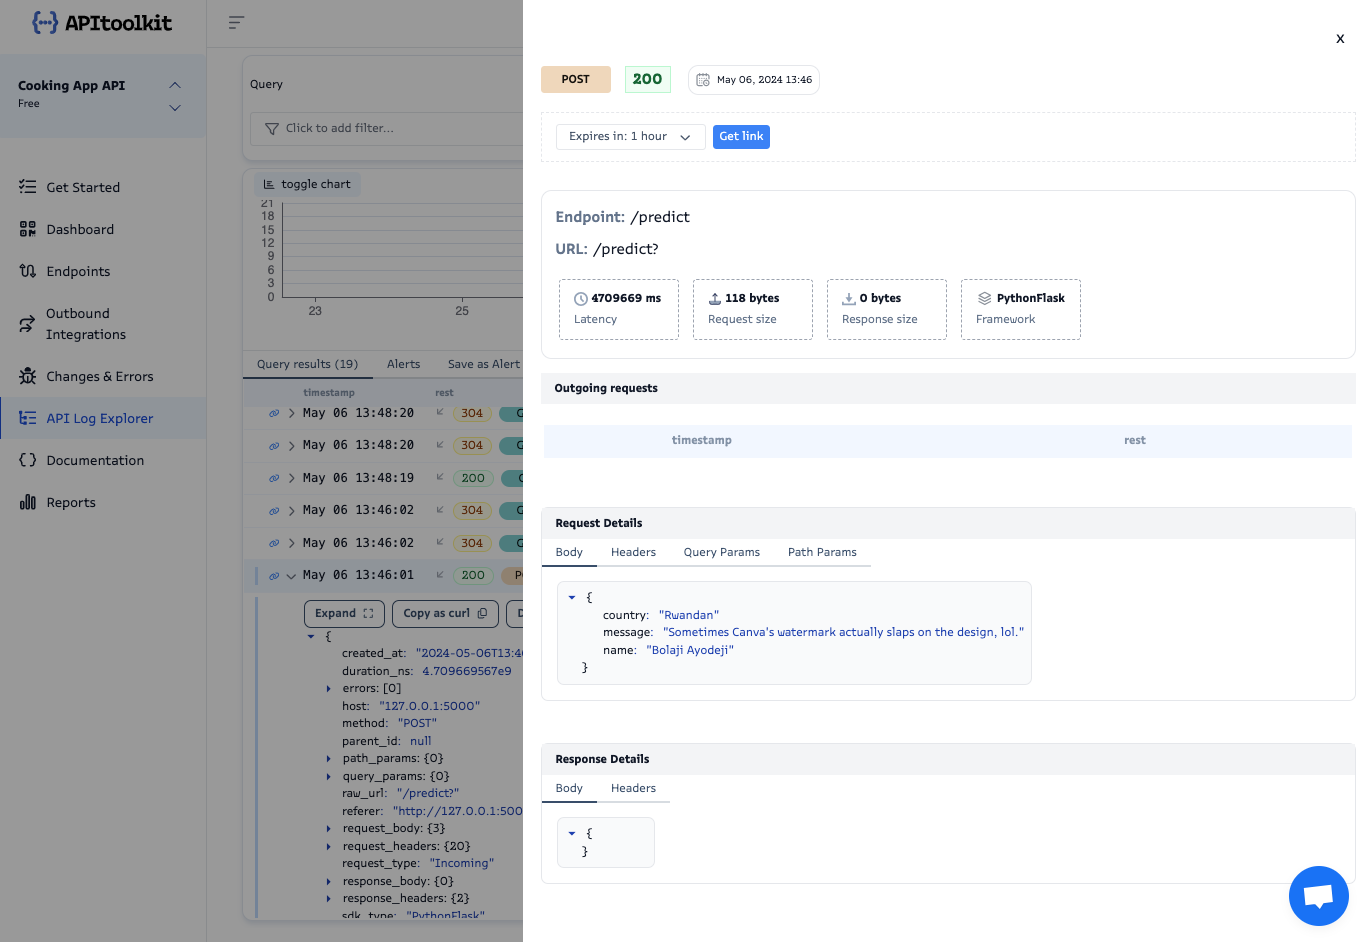 APItoolkit
Cooking App API
Free
Get Started
Dashboard
Endpoints
Outbound
Integrations
Changes & Errors
API Log Explorer
Documentation
Reports
Query
Click to add filter...
toggle chart
21
18
15
12
9
6
3
0
23
25
Query results (19)
Alerts
Save as Alert
timestamp
rest
May 06 13:48:20
304
May 06 13:48:20
304
May 06 13:48:19
200
May 06 13:46:02
304
May 06 13:46:02
304
May 06 13:46:01
200
Expand
Copy as curl
{
created_at: "2024-05-06T13:4
duration_ns: 4.709669567e9
errors: [0]
host: "127.0.0.1:5000"
method: "POST"
parent_id: null
path_params: {0}
query_params: {0}
raw_url: "/predict?"
referer: "http://127.0.0.1:500
request_body: {3}
request_headers: {20}
request_type: "Incoming"
response_body: {0}
response_headers: {2}
sdk_type: "PythonFlask"
x
POST
200
May 06, 2024 13:46
Expires in: 1 hour
Get link
Endpoint: /predict
URL: /predict?
4709669 ms
Latency
118 bytes
Request size
0 bytes
Response size
PythonFlask
Framework
Outgoing requests
timestamp
rest
Request Details
Body
Headers
Query Params
Path Params
{
country: "Rwandan"
message: "Sometimes Canva's watermark actually slaps on the design, lol."
name: "Bolaji Ayodeji"
}
Response Details
Body
Headers
{
}